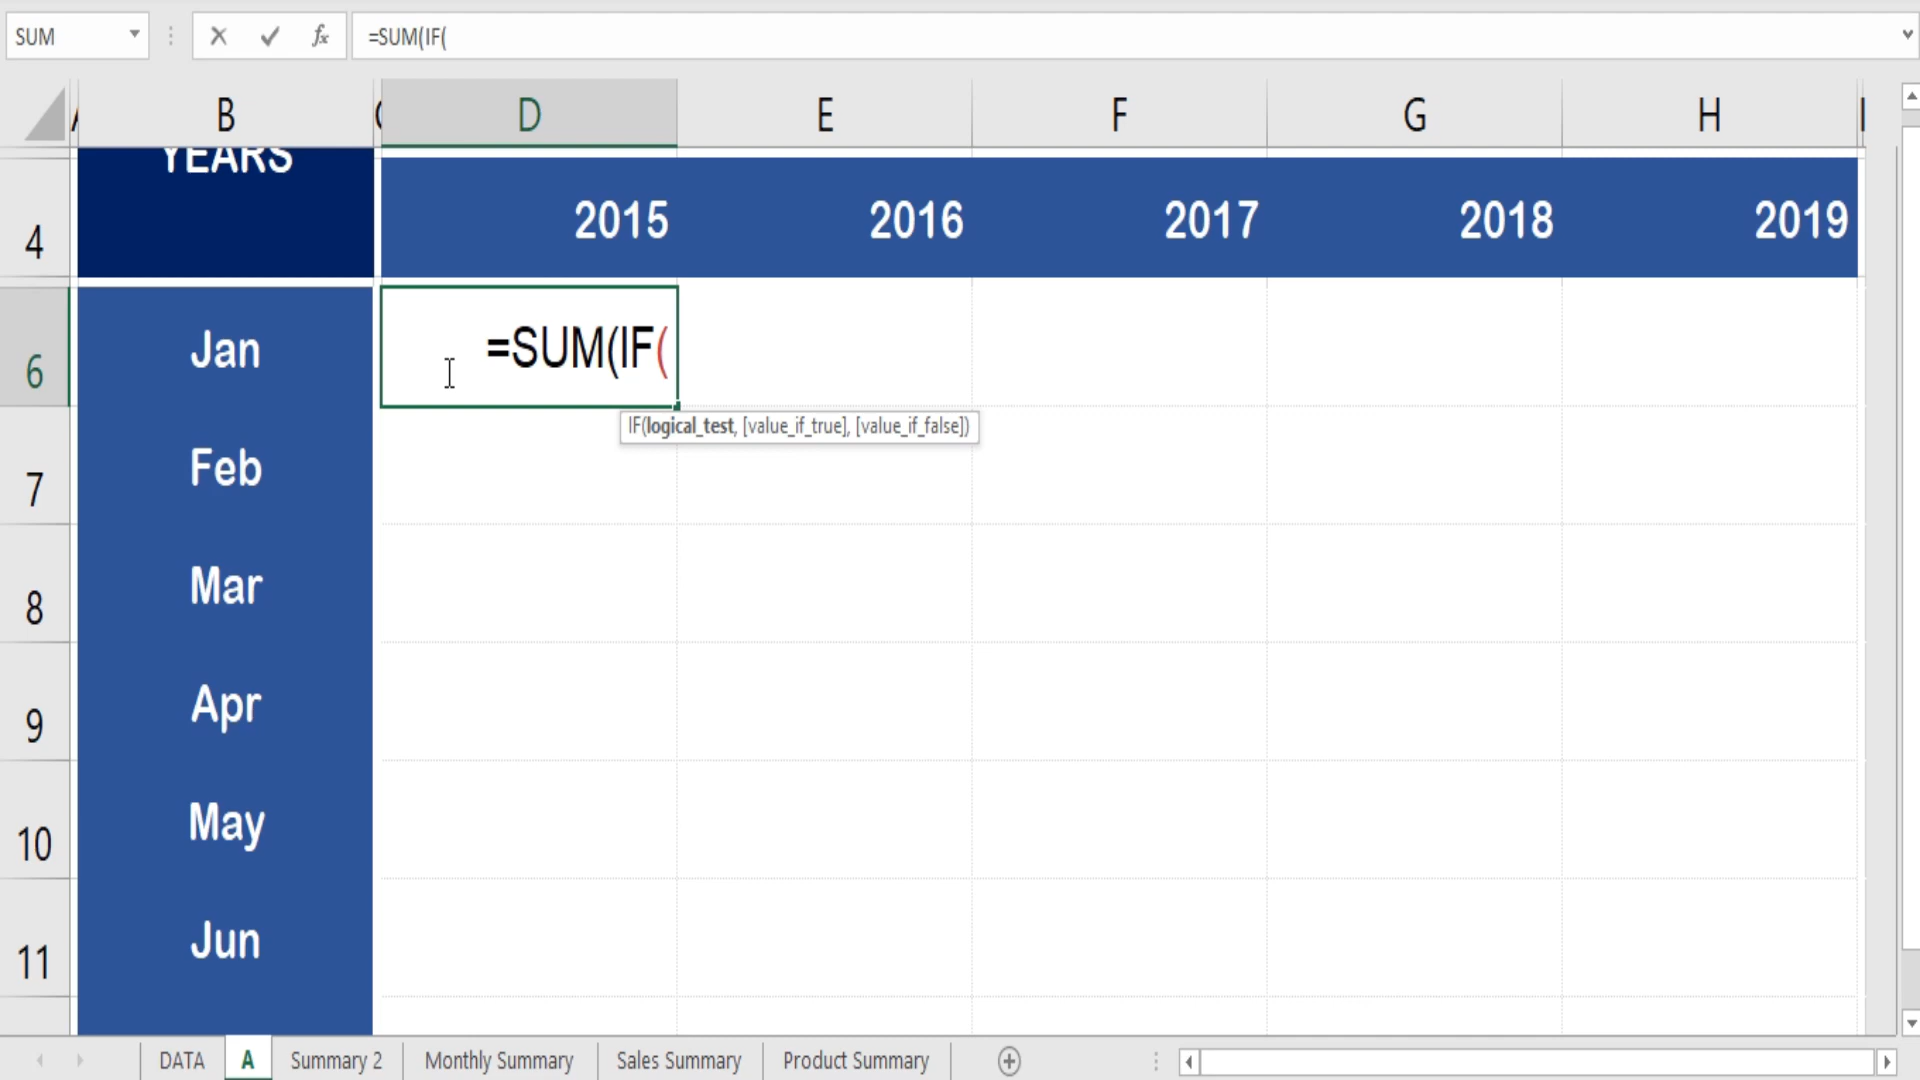 SUM =SUM(IF(
A B C D E F G H I
YEARS
4 2015 2016 2017 2018 2019
6 Jan =SUM(IF(
IF(logical_test, [value_if_true], [value_if_false])
7 Feb
8 Mar
9 Apr
10 May
11 Jun
DATA A Summary 2 Monthly Summary Sales Summary Product Summary